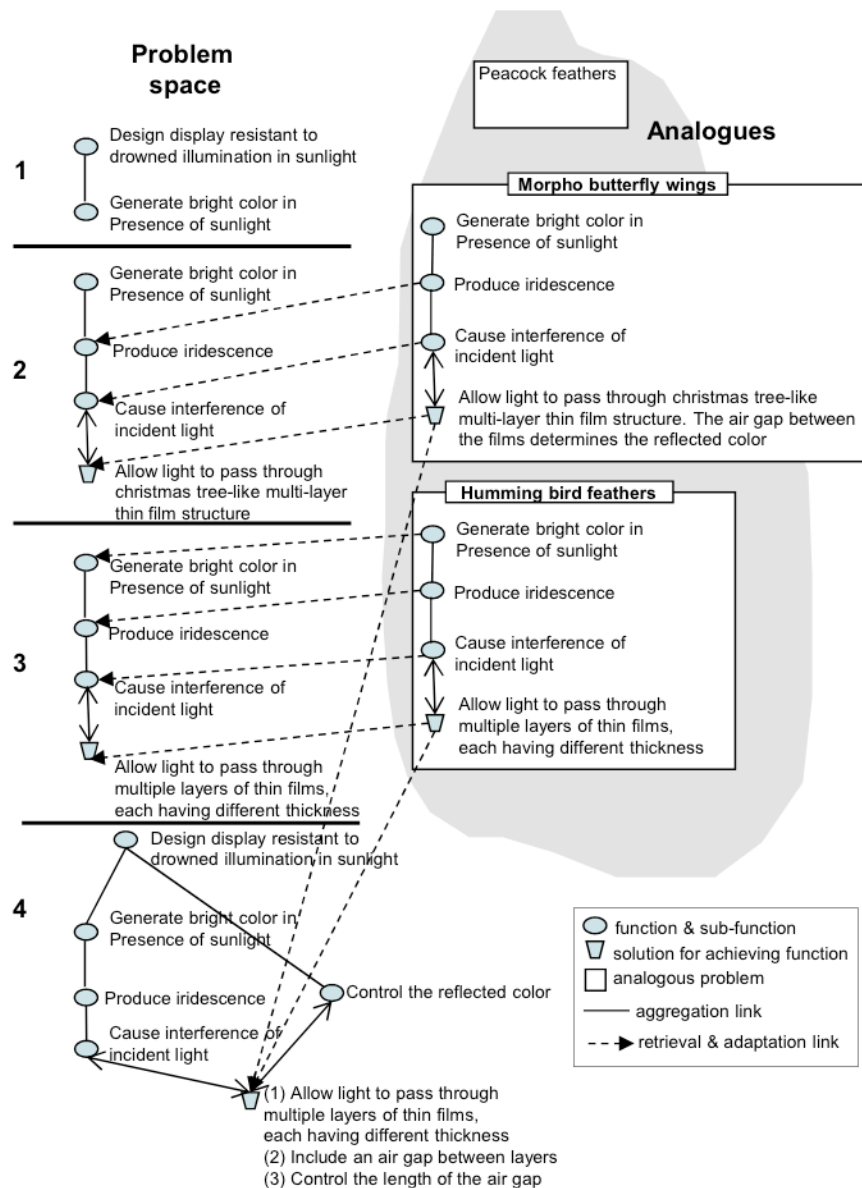 Problem
space
Peacock feathers
Analogues
1
Design display resistant to
drowned illumination in sunlight
Generate bright color in
Presence of sunlight
Morpho butterfly wings
Generate bright color in
Presence of sunlight
Produce iridescence
Cause interference of
incident light
Allow light to pass through christmas tree-like
multi-layer thin film structure. The air gap between
the films determines the reflected color
2
Generate bright color in
Presence of sunlight
Produce iridescence
Cause interference of
incident light
Allow light to pass through
christmas tree-like multi-layer
thin film structure
Humming bird feathers
Generate bright color in
Presence of sunlight
Produce iridescence
Cause interference of
incident light
Allow light to pass through
multiple layers of thin films,
each having different thickness
3
Generate bright color in
Presence of sunlight
Produce iridescence
Cause interference of
incident light
Allow light to pass through
multiple layers of thin films,
each having different thickness
4
Design display resistant to
drowned illumination in sunlight
Generate bright color in
Presence of sunlight
Produce iridescence
Control the reflected color
Cause interference of
incident light
(1) Allow light to pass through
multiple layers of thin films,
each having different thickness
(2) Include an air gap between layers
(3) Control the length of the air gap
function & sub-function
solution for achieving function
analogous problem
aggregation link
retrieval & adaptation link